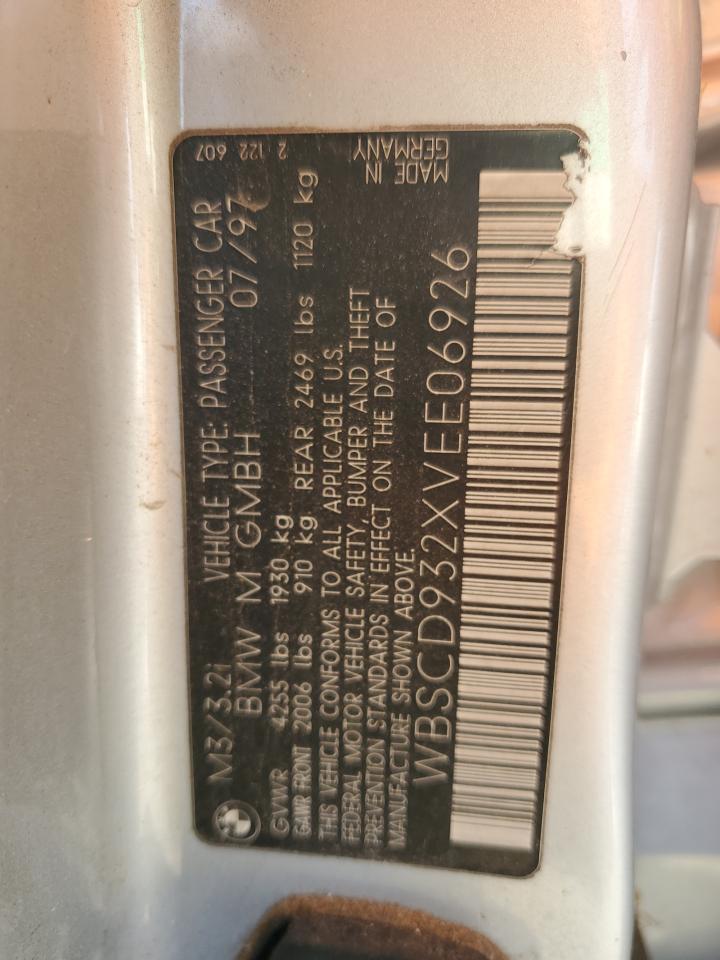 M3/3.2i VEHICLE TYPE: PASSENGER CAR 2 122 607
BMW M GMBH 07/97
GVWR 4255 lbs 1930 kg
GAWR FRONT 2006 lbs 910 kg REAR 2469 lbs 1120 kg
THIS VEHICLE CONFORMS TO ALL APPLICABLE U.S.
FEDERAL MOTOR VEHICLE SAFETY, BUMPER AND THEFT
PREVENTION STANDARDS IN EFFECT ON THE DATE OF
MANUFACTURE SHOWN ABOVE.
MADE IN
GERMANY
WBSCD932XVEE06926